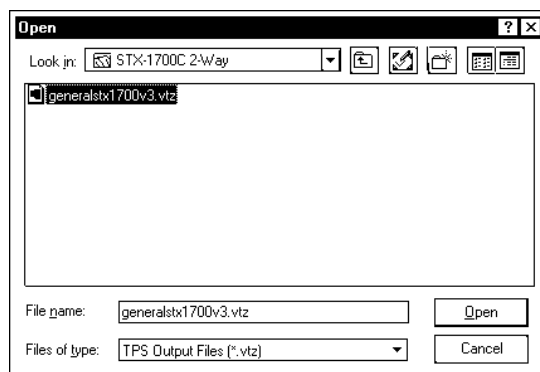 Open
Look in: STX-1700C 2-Way
generalstx1700v3.vtz
File name: generalstx1700v3.vtz Open
Files of type: TPS Output Files (*.vtz) Cancel